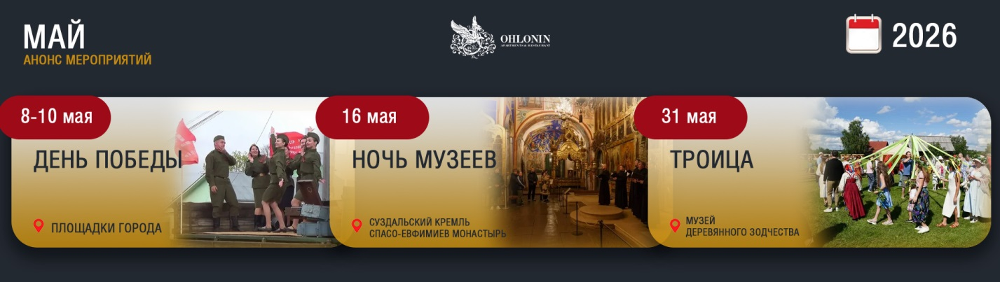 МАЙ
АНОНС МЕРОПРИЯТИЙ
OHLONIN
APARTMENTS & RESTAURANT
2026
8-10 мая
ДЕНЬ ПОБЕДЫ
ПЛОЩАДКИ ГОРОДА
16 мая
НОЧЬ МУЗЕЕВ
СУЗДАЛЬСКИЙ КРЕМЛЬ
СПАСО-ЕВФИМИЕВ МОНАСТЫРЬ
31 мая
ТРОИЦА
МУЗЕЙ
ДЕРЕВЯННОГО ЗОДЧЕСТВА